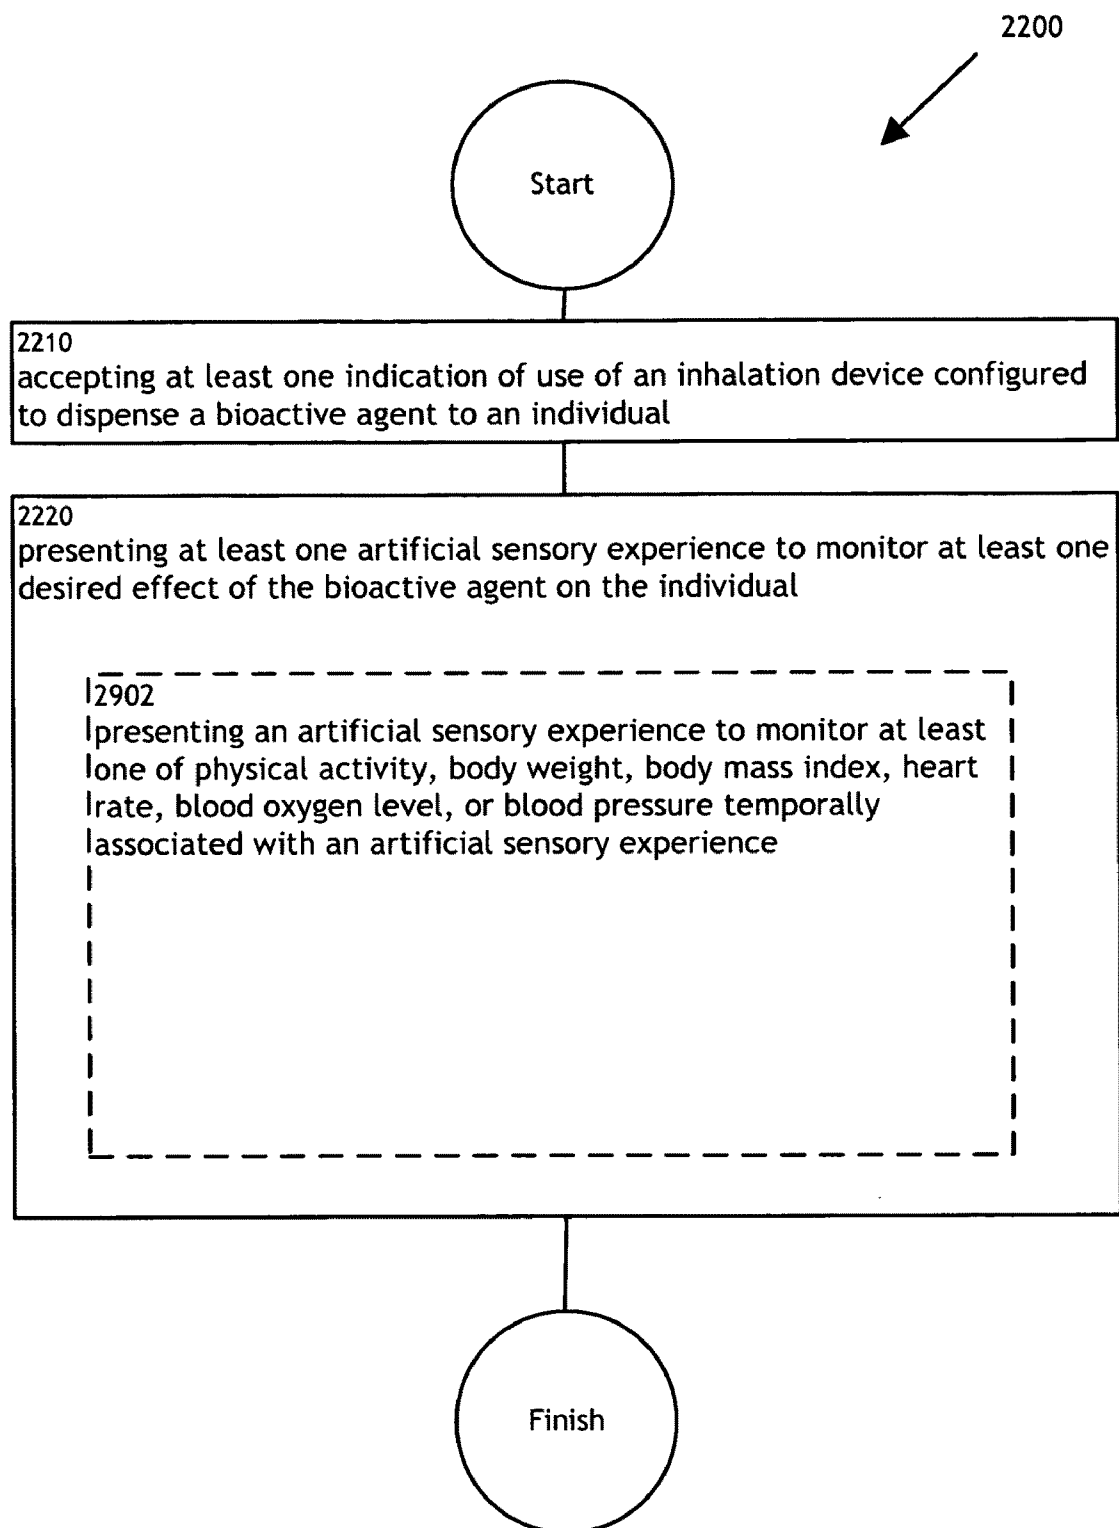 2200
Start
2210
accepting at least one indication of use of an inhalation device configured
to dispense a bioactive agent to an individual
2220
presenting at least one artificial sensory experience to monitor at least one
desired effect of the bioactive agent on the individual
2902
presenting an artificial sensory experience to monitor at least
one of physical activity, body weight, body mass index, heart
rate, blood oxygen level, or blood pressure temporally
associated with an artificial sensory experience
Finish